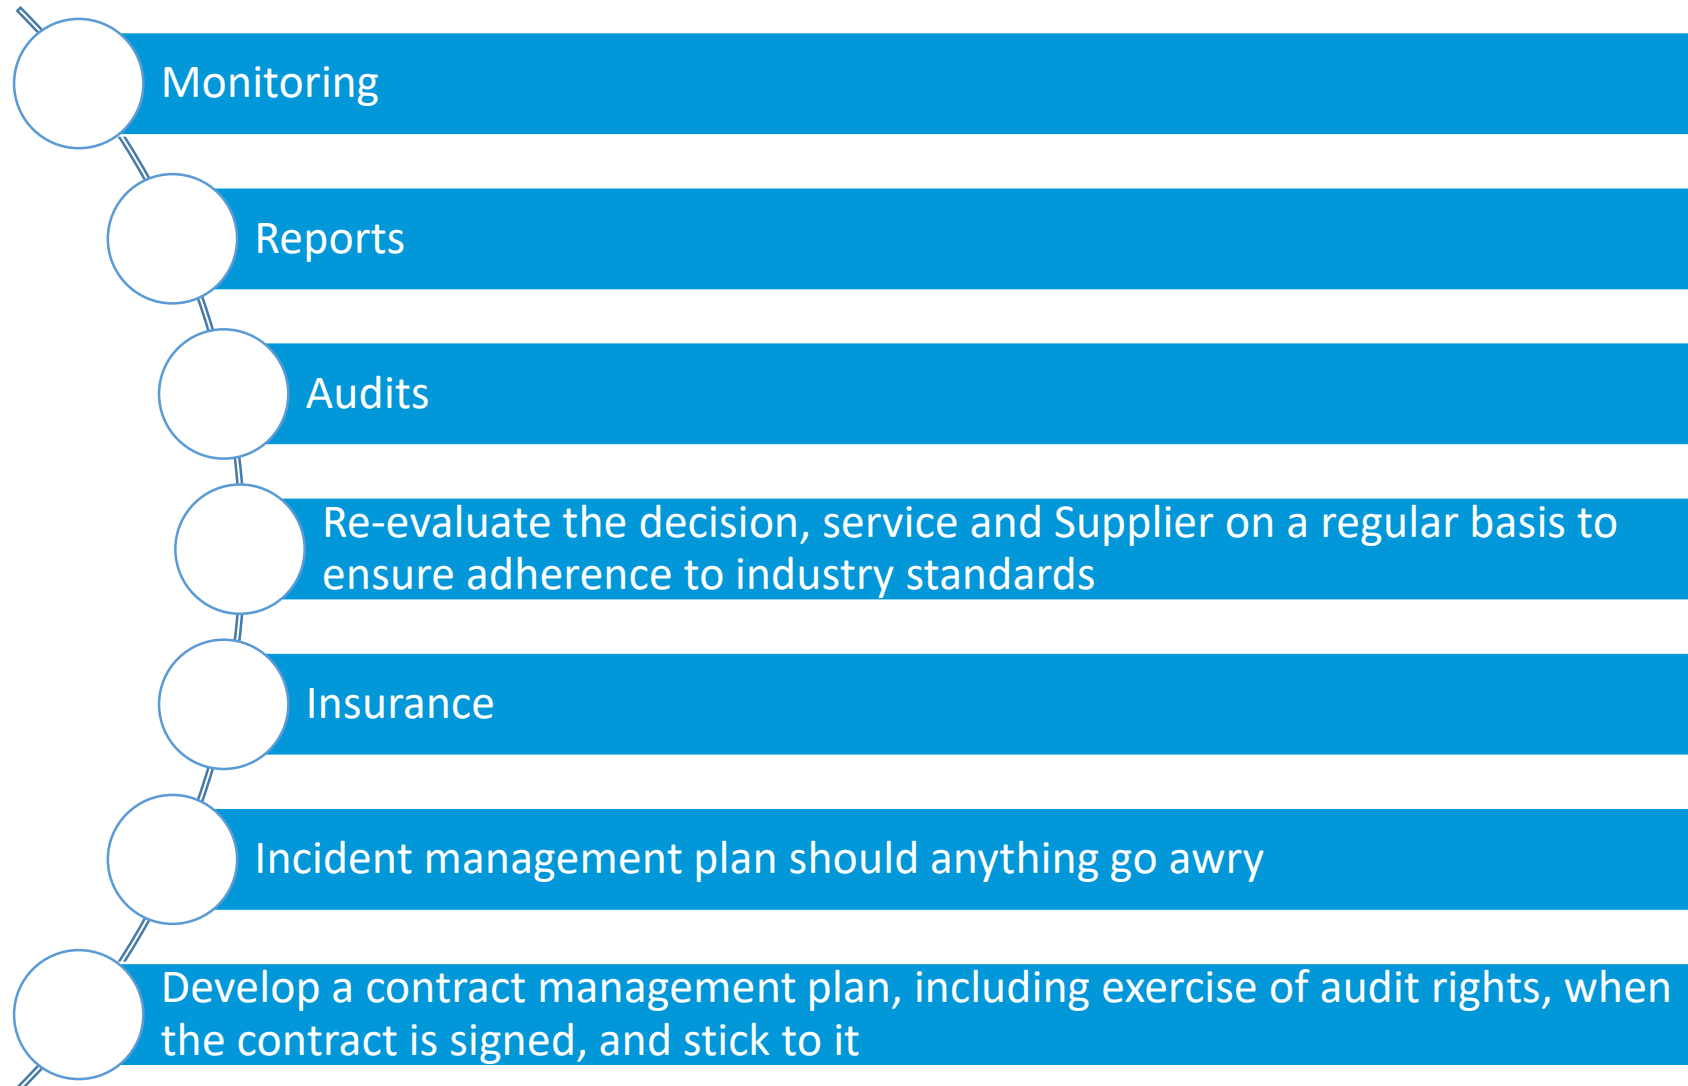 Monitoring
Reports
Audits
Re-evaluate the decision, service and Supplier on a regular basis to
ensure adherence to industry standards
Insurance
Incident management plan should anything go awry
Develop a contract management plan, including exercise of audit rights, when
the contract is signed, and stick to it